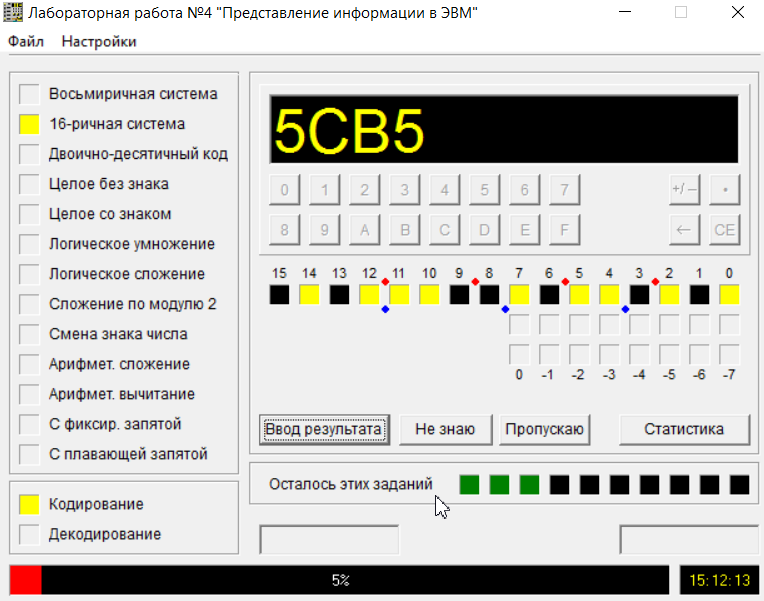 Лабораторная работа №4 "Представление информации в ЭВМ"
Файл Настройки
Восьмиричная система
16-ричная система
Двоично-десятичный код
Целое без знака
Целое со знаком
Логическое умножение
Логическое сложение
Сложение по модулю 2
Смена знака числа
Арифмет. сложение
Арифмет. вычитание
С фиксир. запятой
С плавающей запятой
Кодирование
Декодирование
5CB5
0 1 2 3 4 5 6 7 +/- •
8 9 A B C D E F ← CE
15 14 13 12 11 10 9 8 7 6 5 4 3 2 1 0
0 -1 -2 -3 -4 -5 -6 -7
Ввод результата Не знаю Пропускаю Статистика
Осталось этих заданий
5% 15:12:13